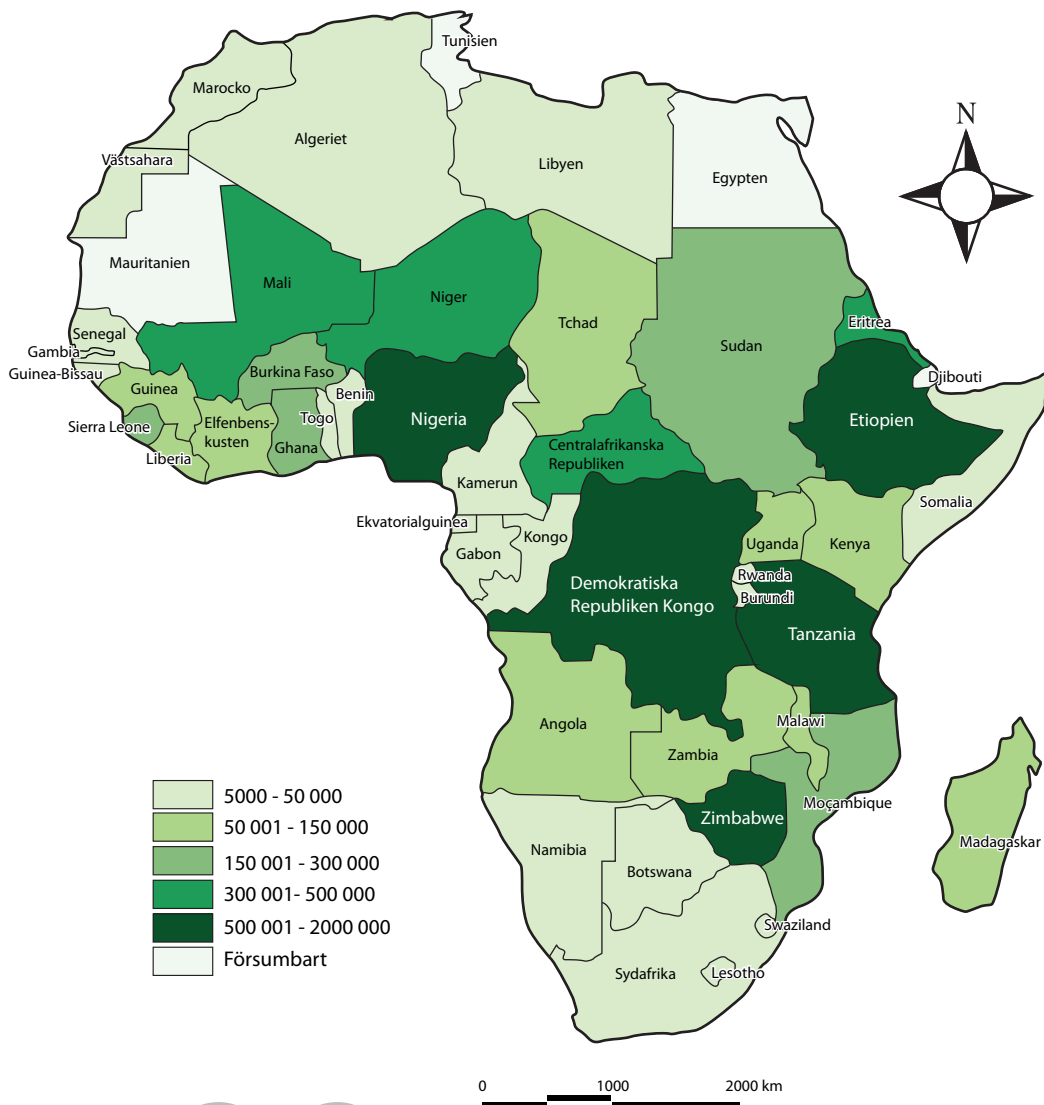 Tunisien
Marocko
N
Algeriet
Västsahara
Libyen
Egypten
Mauritanien
Mali
Niger
Tchad
Eritrea
Senegal
Sudan
Gambia
Guinea-Bissau
Burkina Faso
Djibouti
Guinea
Benin
Elfenbens-
kusten
Togo
Nigeria
Etiopien
Sierra Leone
Ghana
Liberia
Centralafrikanska
Republiken
Kamerun
Somalia
Ekvatorialguinea
Kongo
Uganda
Kenya
Gabon
Rwanda
Demokratiska
Republiken Kongo
Burundi
Tanzania
Angola
Malawi
Zambia
5000 - 50 000
Moçambique
50 001 - 150 000
Zimbabwe
Madagaskar
Namibia
150 001 - 300 000
Botswana
300 001- 500 000
500 001 - 2000 000
Swaziland
Försumbart
Sydafrika
Lesotho
0 1000 2000 km